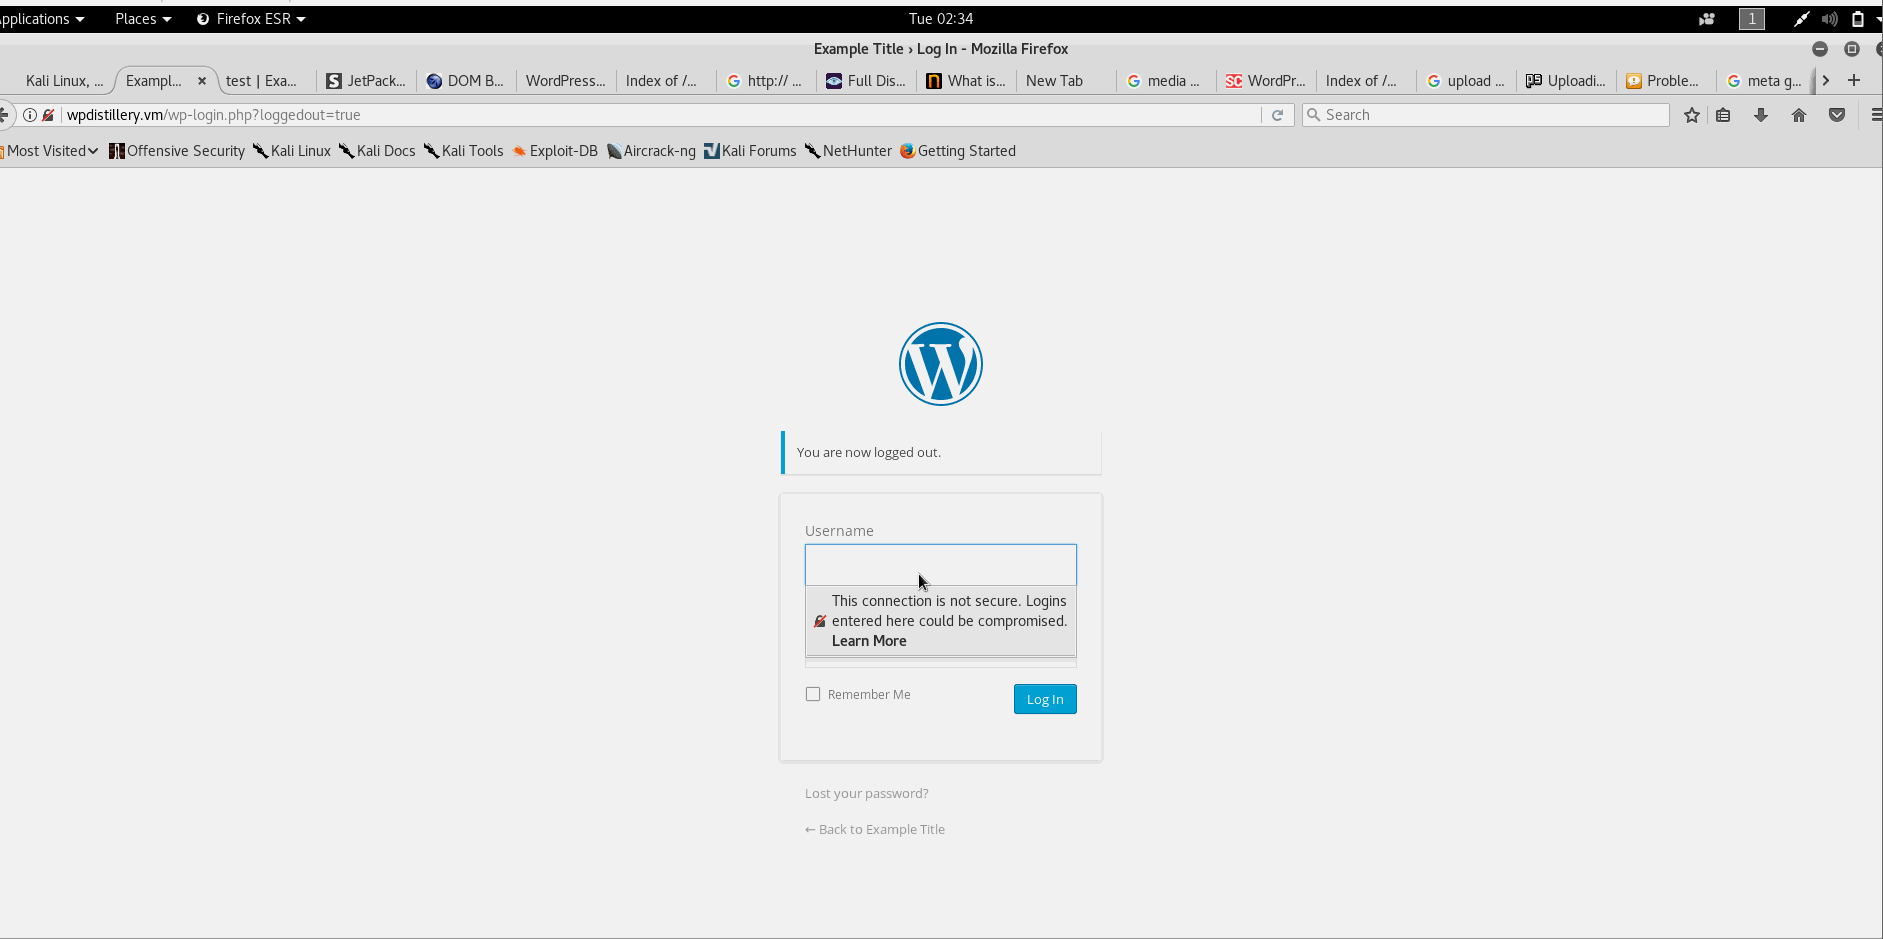 pplications Places Firefox ESR Tue 02:34 1
Example Title › Log In - Mozilla Firefox
Kali Linux, ... Exampl... × test | Exa... JetPack... DOM B... WordPress... Index of /... http:// ... Full Dis... What is... New Tab media ... WordPr... Index of /... upload ... Uploadi... Proble... meta g...
wpdistillery.vm/wp-login.php?loggedout=true Search
Most Visited Offensive Security Kali Linux Kali Docs Kali Tools Exploit-DB Aircrack-ng Kali Forums NetHunter Getting Started
You are now logged out.
Username
This connection is not secure. Logins
entered here could be compromised.
Learn More
Remember Me Log In
Lost your password?
← Back to Example Title